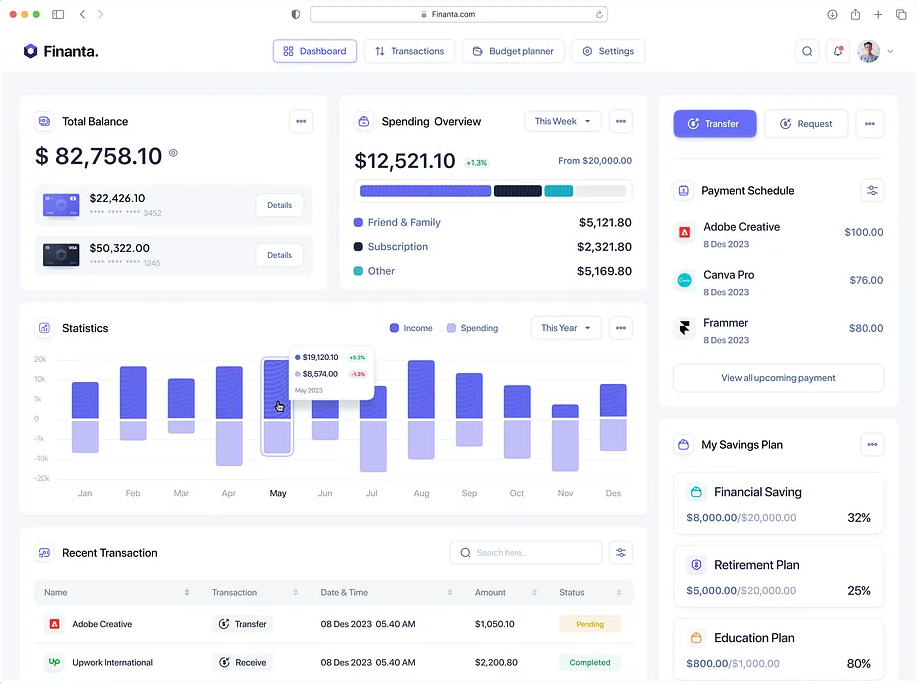 Finanta.com
Finanta.
Dashboard
Transactions
Budget planner
Settings
Total Balance
$ 82,758.10
$22,426.10
**** **** **** 3452
Details
$50,322.00
VISA
**** **** **** 1245
Details
Spending Overview
This Week
$12,521.10 +1.3% From $20,000.00
Friend & Family $5,121.80
Subscription $2,321.80
Other $5,169.80
Transfer
Request
Payment Schedule
Adobe Creative
8 Des 2023
$100.00
Canva Pro
8 Des 2023
$76.00
Frammer
8 Des 2023
$80.00
View all upcoming payment
Statistics
Income
Spending
This Year
20k
10k
1k
0
-1k
-10k
-20k
$19,120.10 +5.3%
$8,574.00 -1.3%
May 2023
Jan Feb Mar Apr May Jun Jul Aug Sep Oct Nov Des
My Savings Plan
Financial Saving
$8,000.00/$20,000.00 32%
Retirement Plan
$5,000.00/$20,000.00 25%
Education Plan
$800.00/$1,000.00 80%
Recent Transaction
Search here..
Name Transaction Date & Time Amount Status
Adobe Creative Transfer 08 Des 2023 05.40 AM $1,050.10 Pending
Up Upwork International Receive 08 Des 2023 05.40 AM $2,200.80 Completed